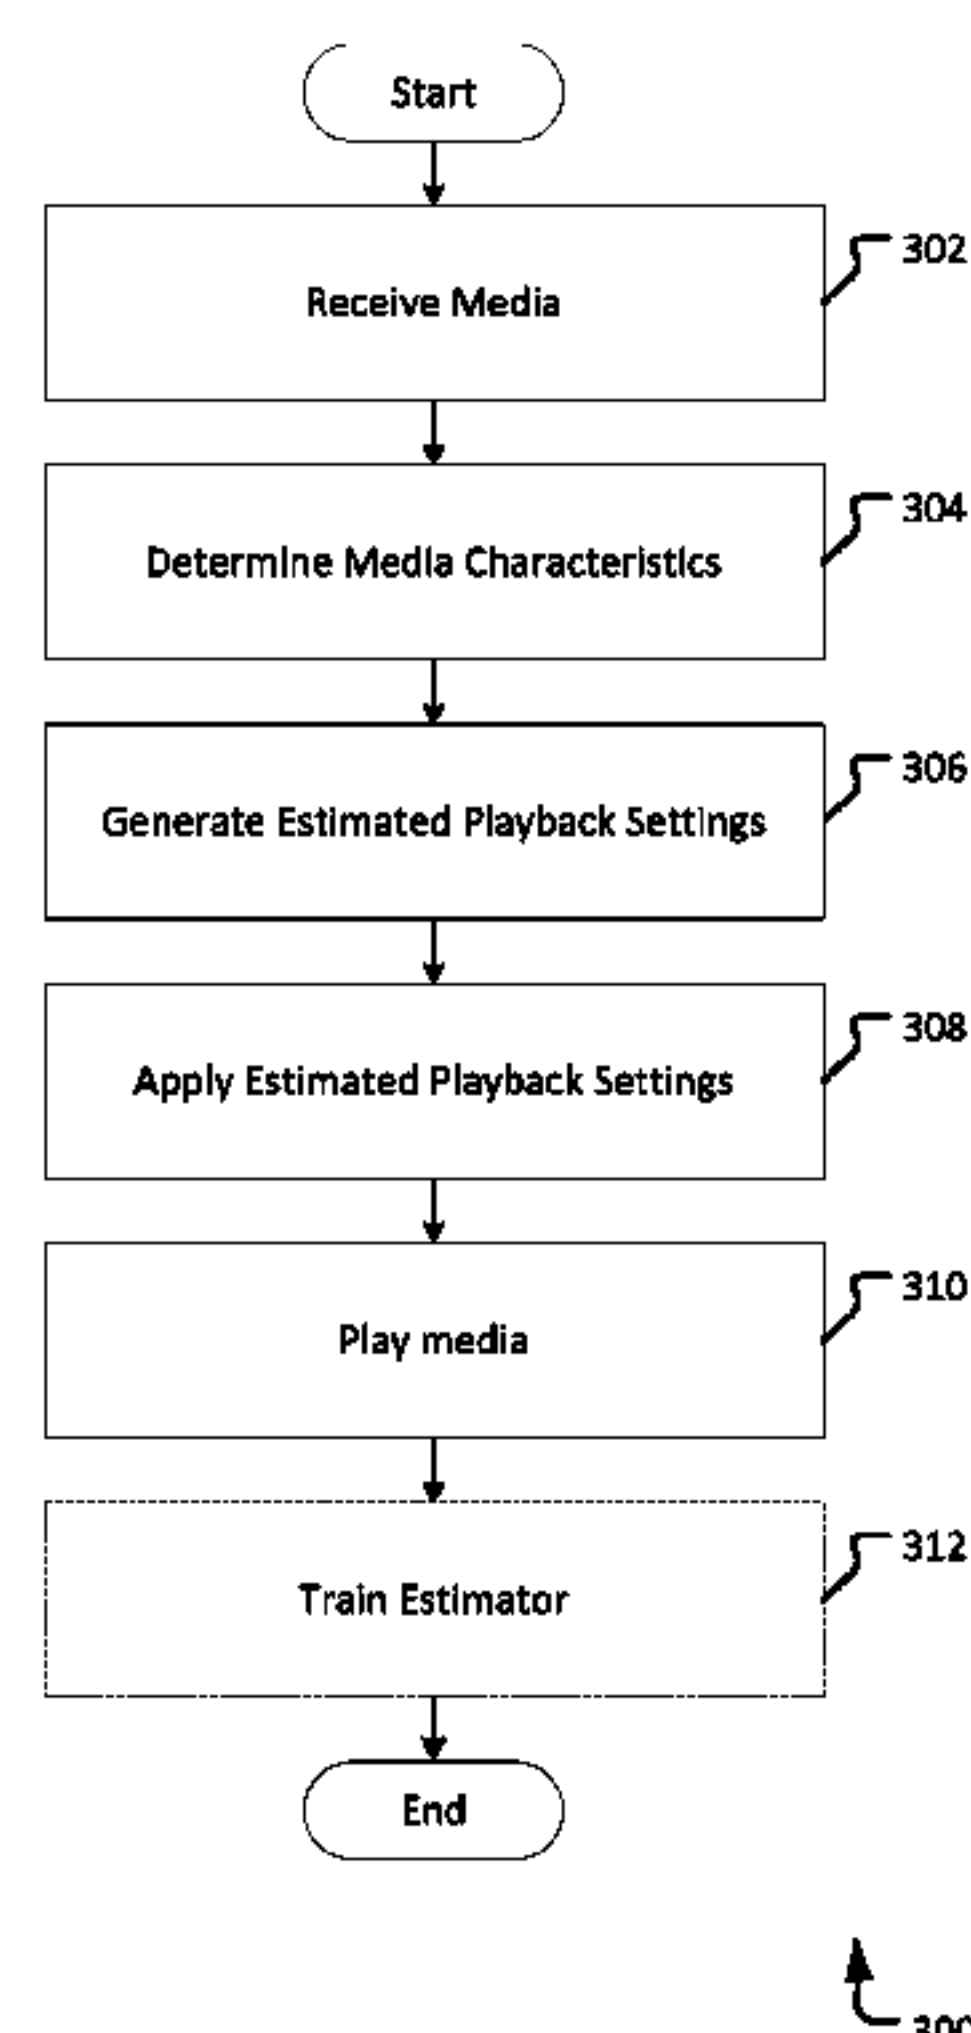 Start
302
Receive Media
304
Determine Media Characteristics
306
Generate Estimated Playback Settings
308
Apply Estimated Playback Settings
310
Play media
312
Train Estimator
End
300